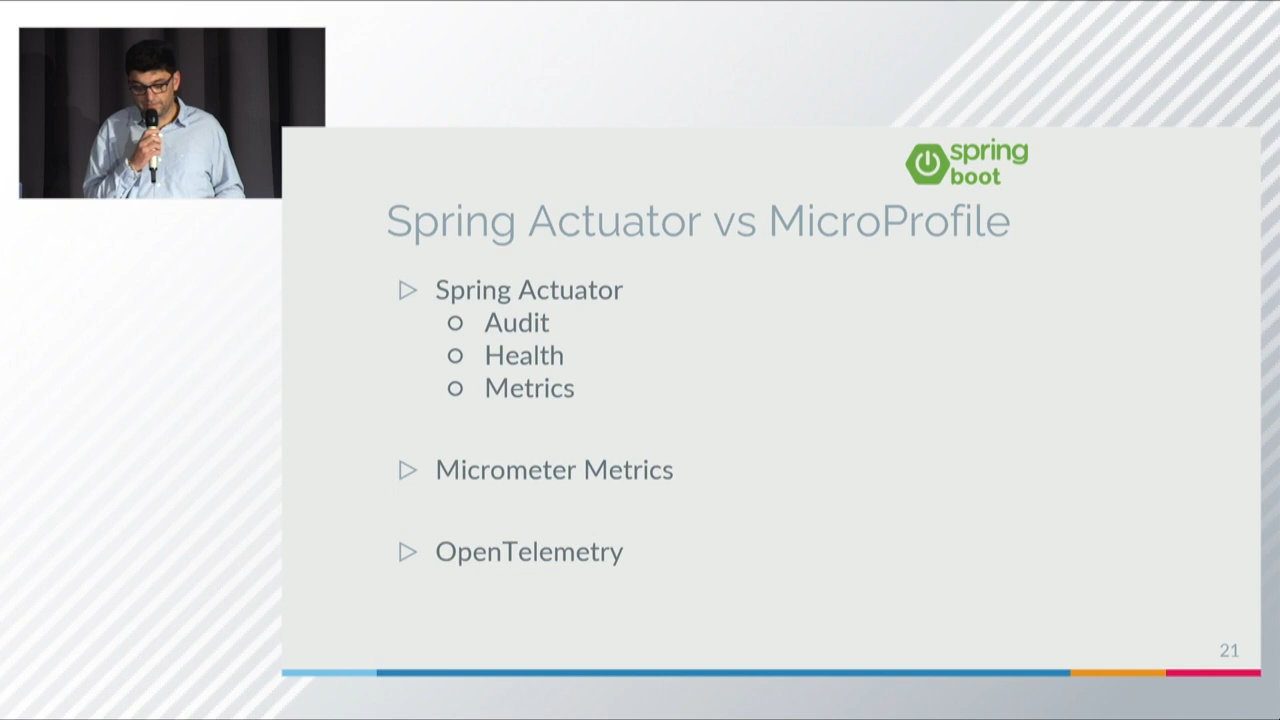 spring
boot
Spring Actuator vs MicroProfile
Spring Actuator
Audit
Health
Metrics
Micrometer Metrics
OpenTelemetry
21